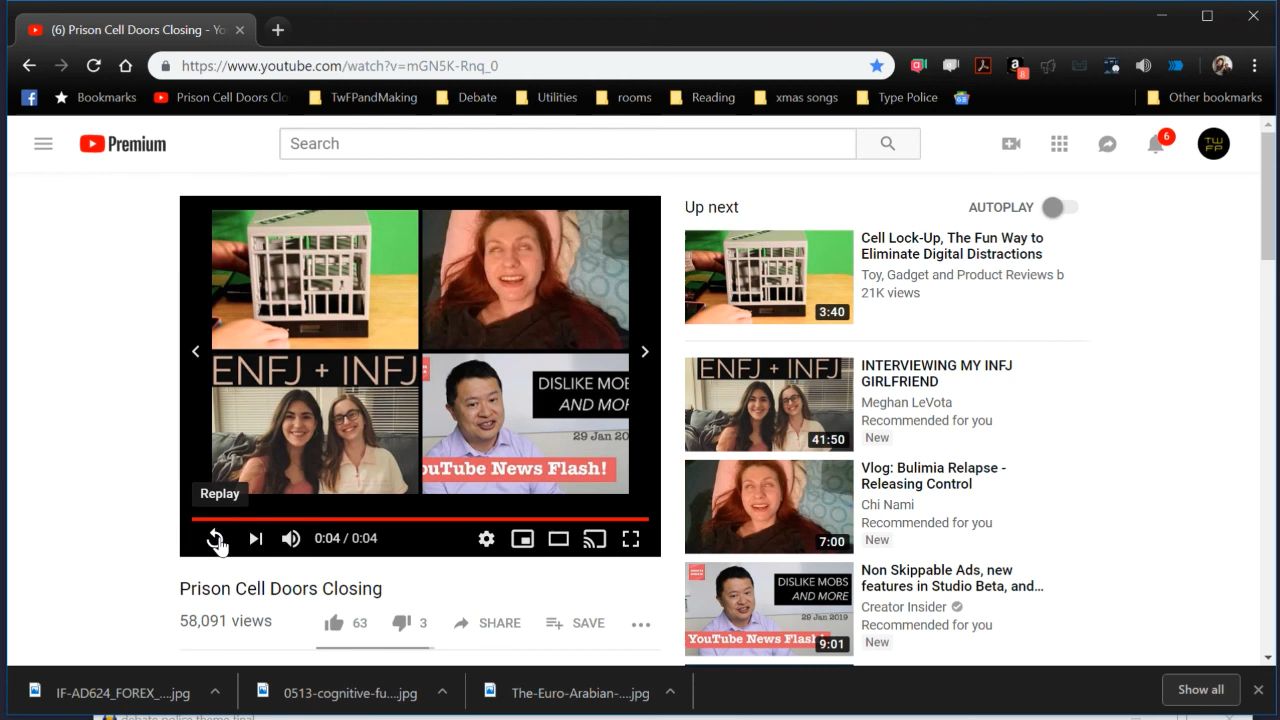 (6) Prison Cell Doors Closing - Yo
https://www.youtube.com/watch?v=mGN5K-Rnq_0
8
Bookmarks
Prison Cell Doors Clo
TwFPandMaking
Debate
Utilities
rooms
Reading
xmas songs
Type Police
Other bookmarks
Premium
Search
6
TW
FP
Up next
AUTOPLAY
Cell Lock-Up, The Fun Way to
Eliminate Digital Distractions
Toy, Gadget and Product Reviews b
21K views
3:40
ENFJ + INFJ
DISLIKE MOB
AND MOR
29 Jan 20
ouTube News Flash!
Replay
0:04 / 0:04
ENFJ + INFJ
41:50
INTERVIEWING MY INFJ
GIRLFRIEND
Meghan LeVota
Recommended for you
New
7:00
Vlog: Bulimia Relapse -
Releasing Control
Chi Nami
Recommended for you
New
DISLIKE MOBS
AND MORE
29 Jan 2019
YouTube News Flash!
9:01
Non Skippable Ads, new
features in Studio Beta, and...
Creator Insider
Recommended for you
New
Prison Cell Doors Closing
58,091 views
63
3
SHARE
SAVE
IF-AD624_FOREX_....jpg
0513-cognitive-fu....jpg
The-Euro-Arabian-....jpg
Show all